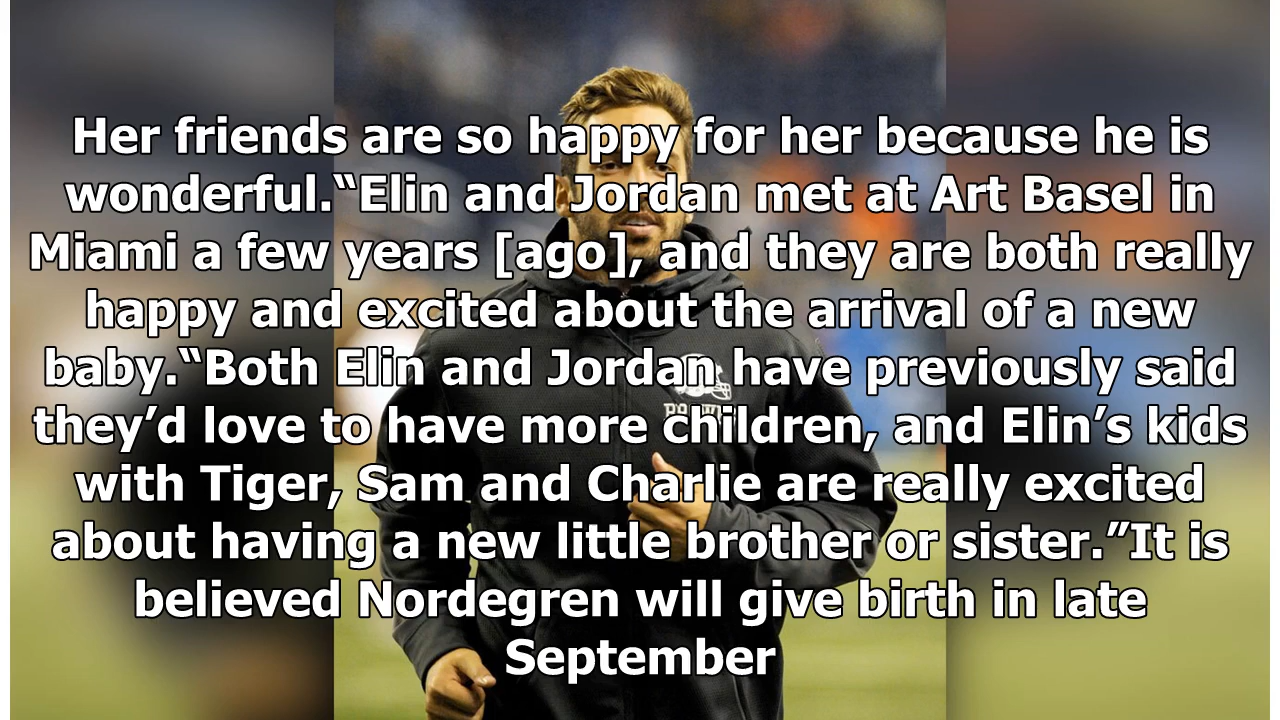 Her friends are so happy for her because he is
wonderful.“Elin and Jordan met at Art Basel in
Miami a few years [ago], and they are both really
happy and excited about the arrival of a new
baby.“Both Elin and Jordan have previously said
they’d love to have more children, and Elin’s kids
with Tiger, Sam and Charlie are really excited
about having a new little brother or sister.”It is
believed Nordegren will give birth in late
September